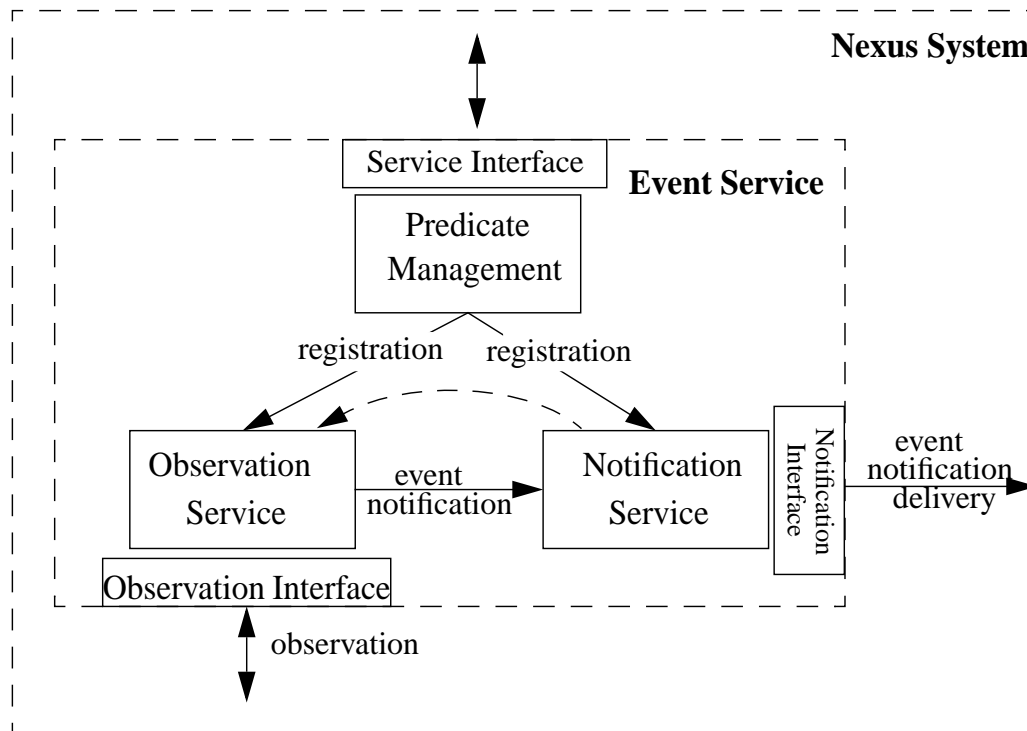 Nexus System
Service Interface
Event Service
Predicate
Management
registration
registration
Observation
Service
event
notification
Notification
Service
Notification
Interface
event
notification
delivery
Observation Interface
observation